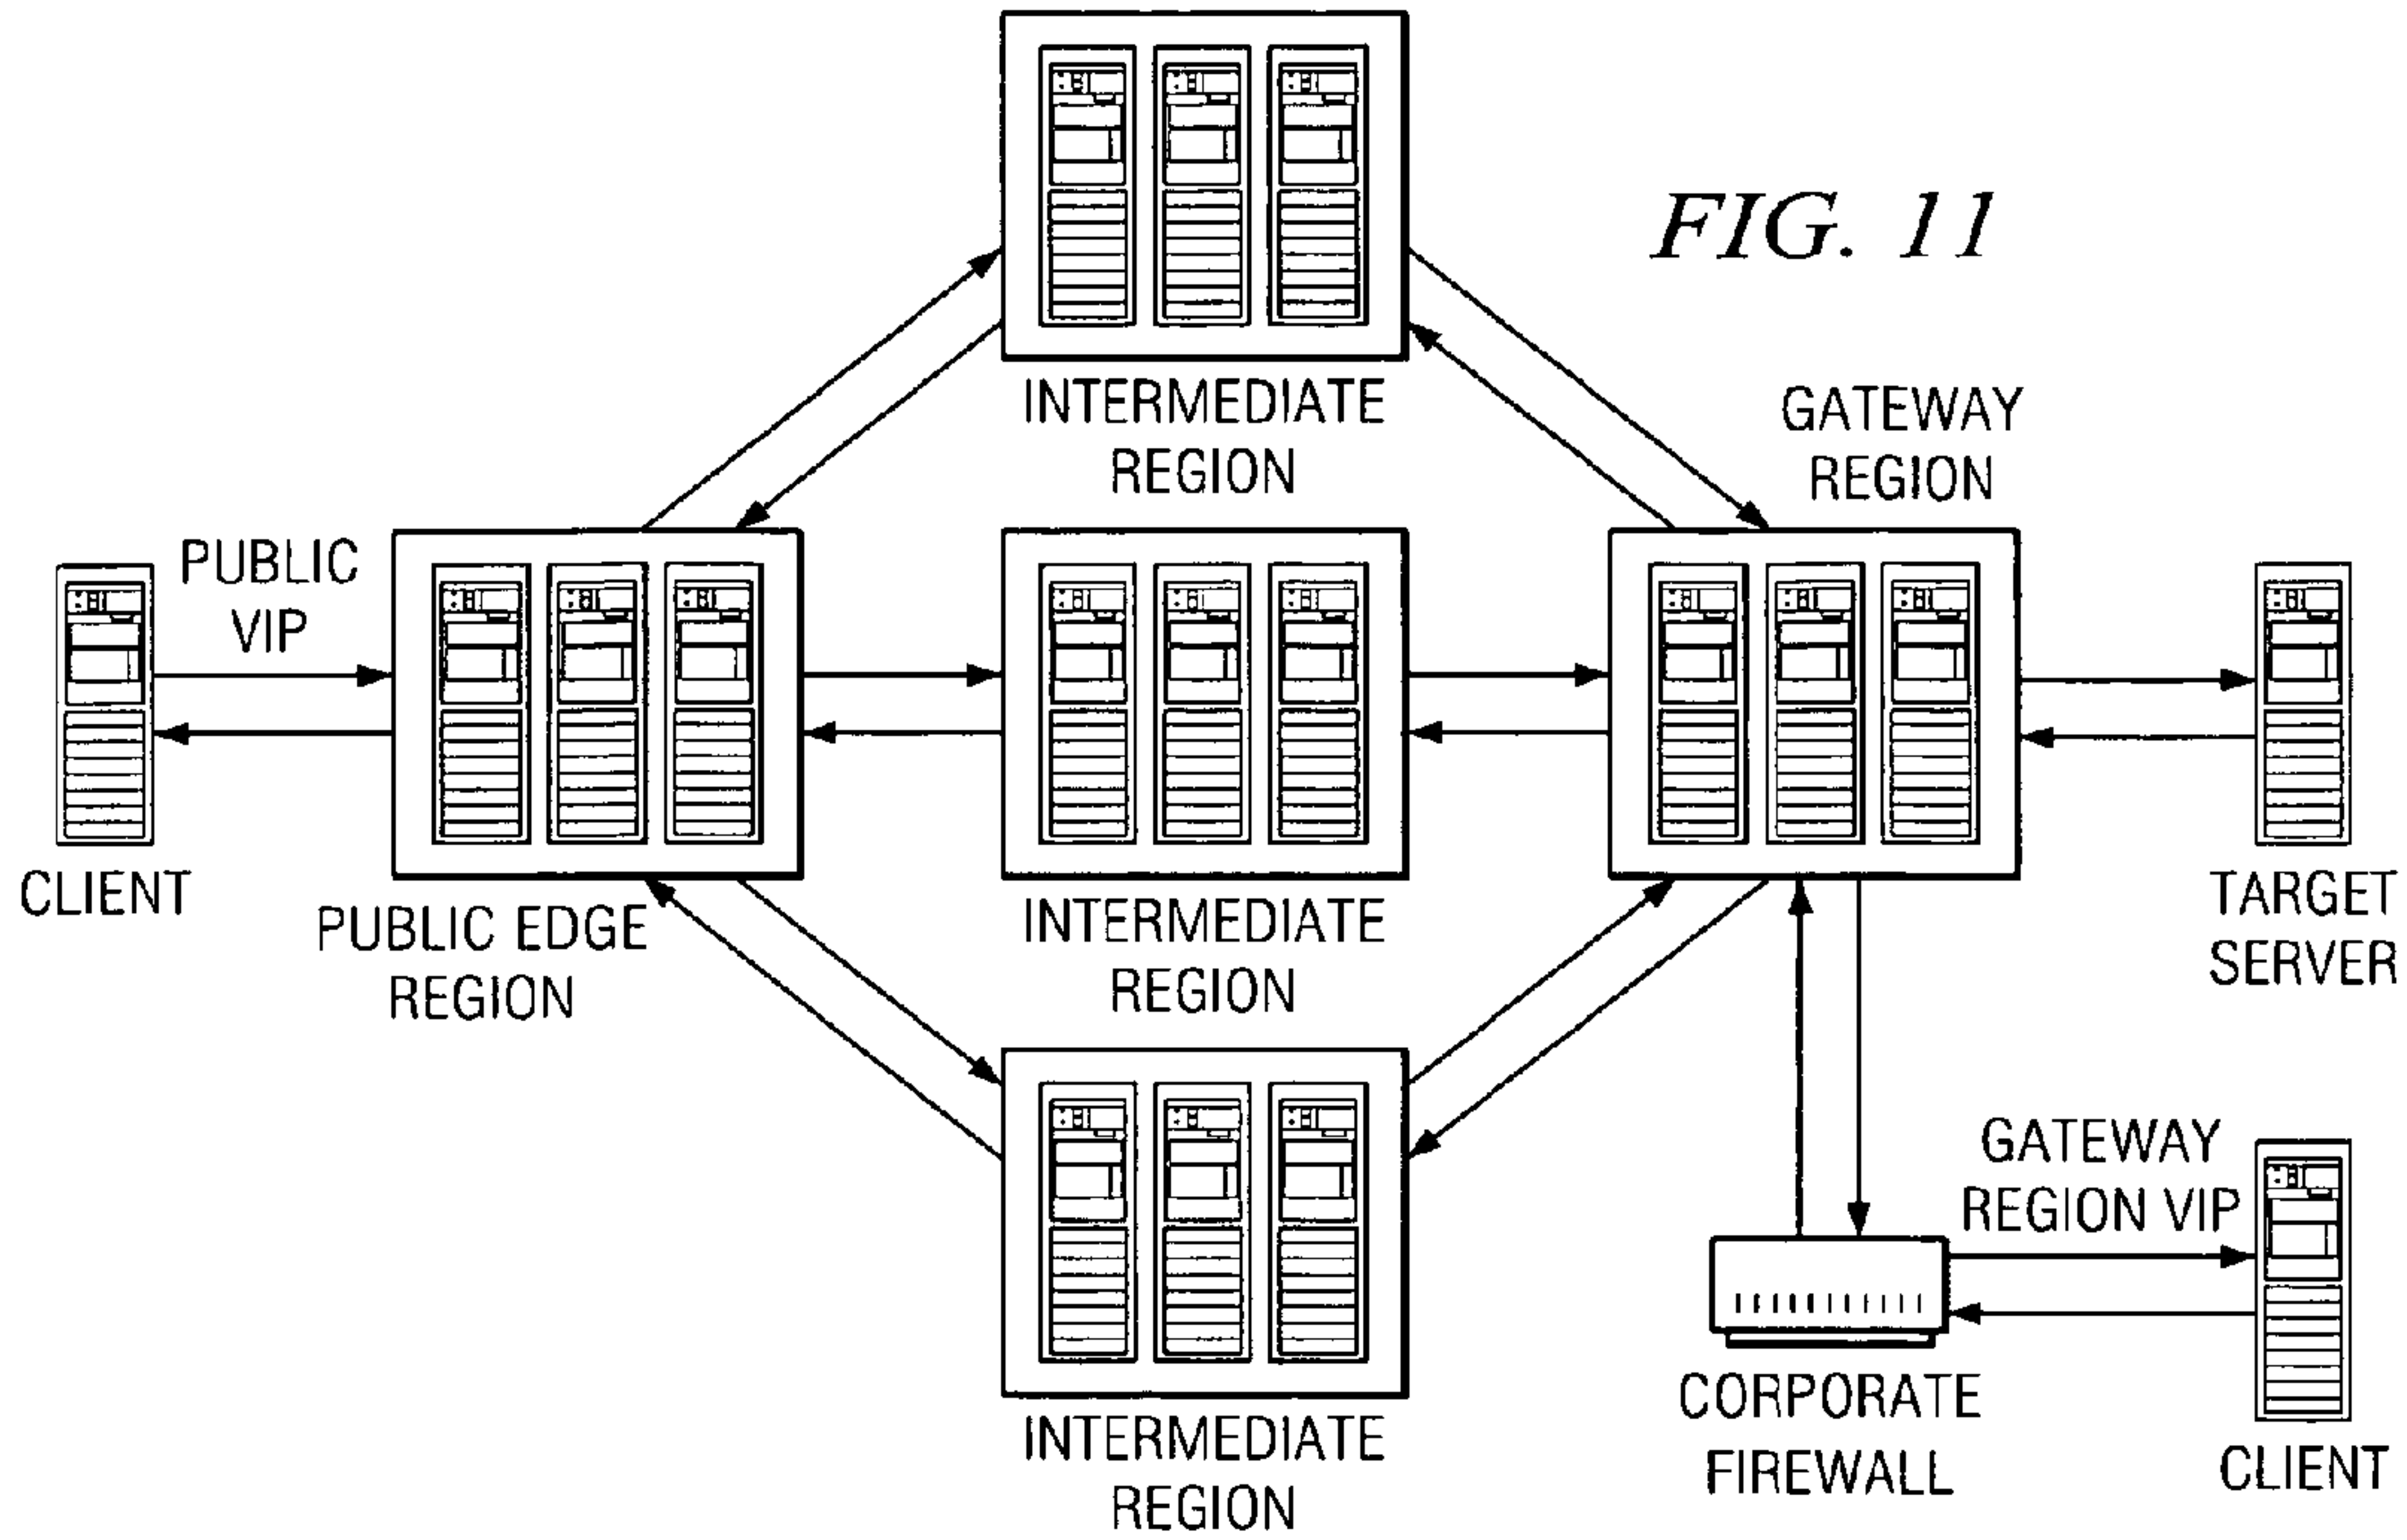 FIG. 11
INTERMEDIATE
REGION
GATEWAY
REGION
PUBLIC
VIP
CLIENT
PUBLIC EDGE
REGION
INTERMEDIATE
REGION
TARGET
SERVER
GATEWAY
REGION VIP
CORPORATE
FIREWALL
CLIENT
INTERMEDIATE
REGION